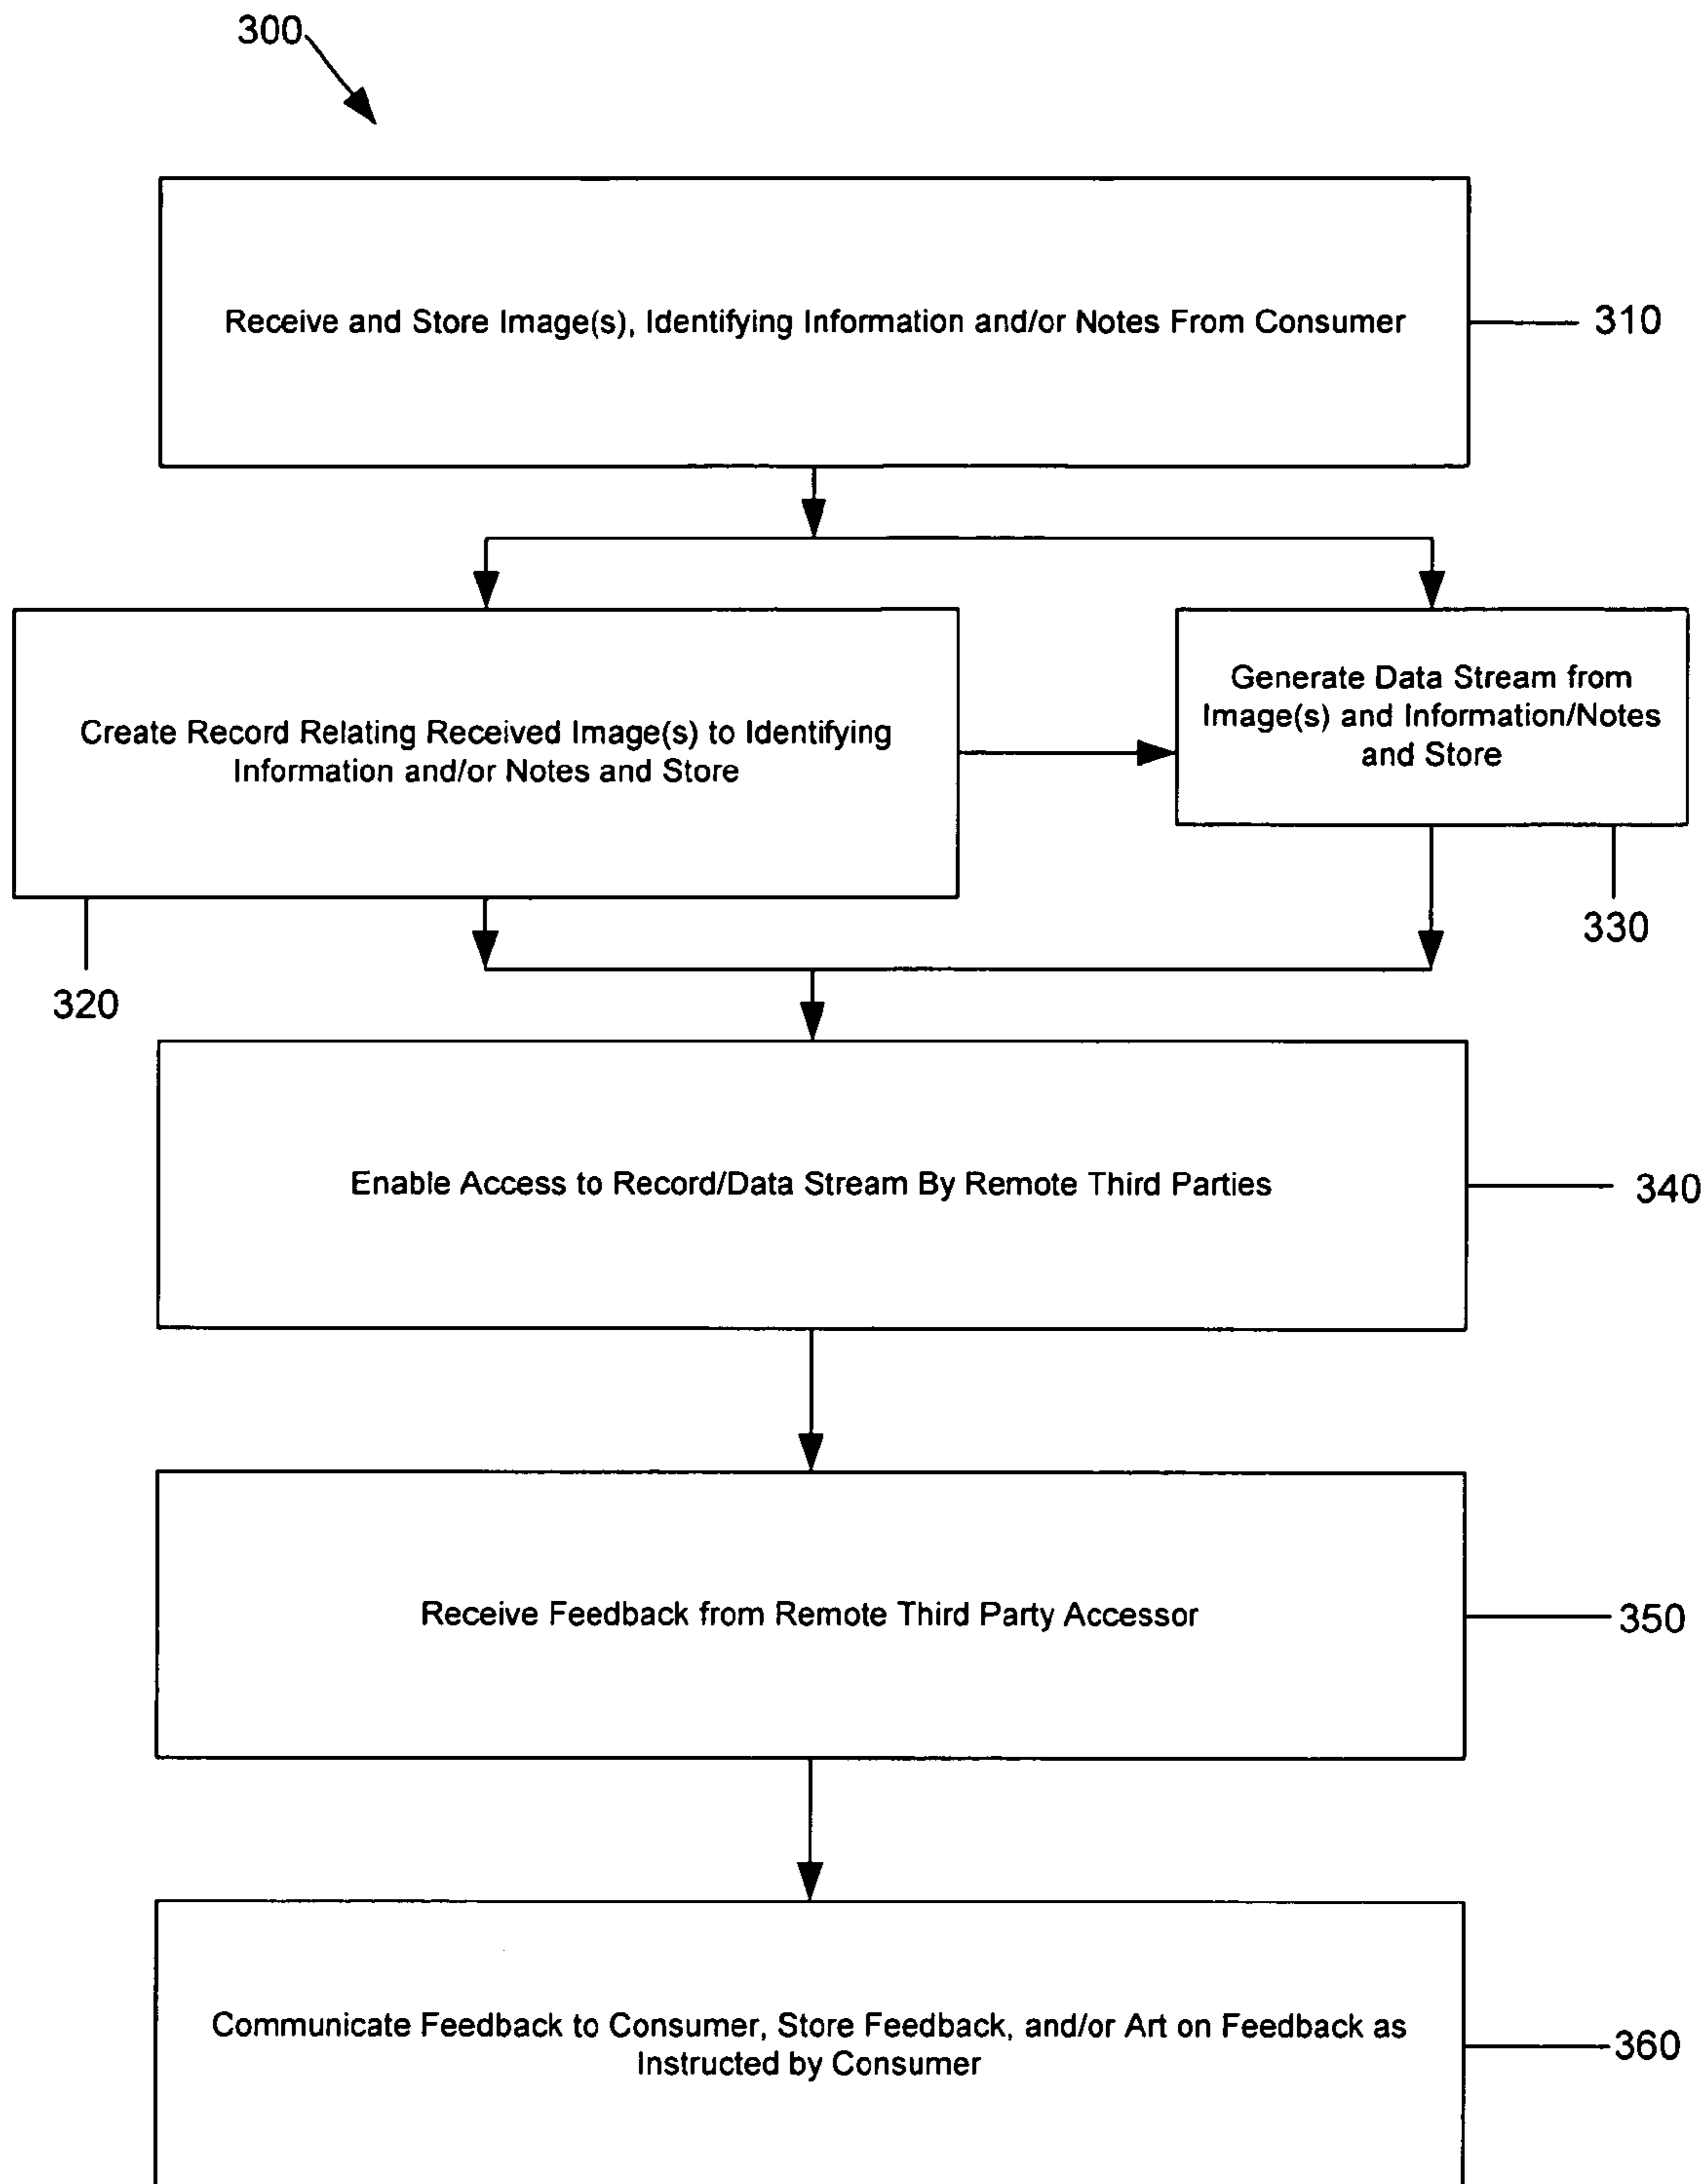 300
Receive and Store Image(s), Identifying Information and/or Notes From Consumer
310
Create Record Relating Received Image(s) to Identifying
Information and/or Notes and Store
Generate Data Stream from
Image(s) and Information/Notes
and Store
330
320
Enable Access to Record/Data Stream By Remote Third Parties
340
Receive Feedback from Remote Third Party Accessor
350
Communicate Feedback to Consumer, Store Feedback, and/or Art on Feedback as
Instructed by Consumer
360